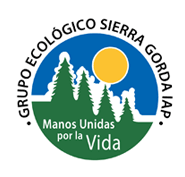 · GRUPO ECOLÓGICO SIERRA GORDA IAP ·
Manos Unidas
por la
Vida